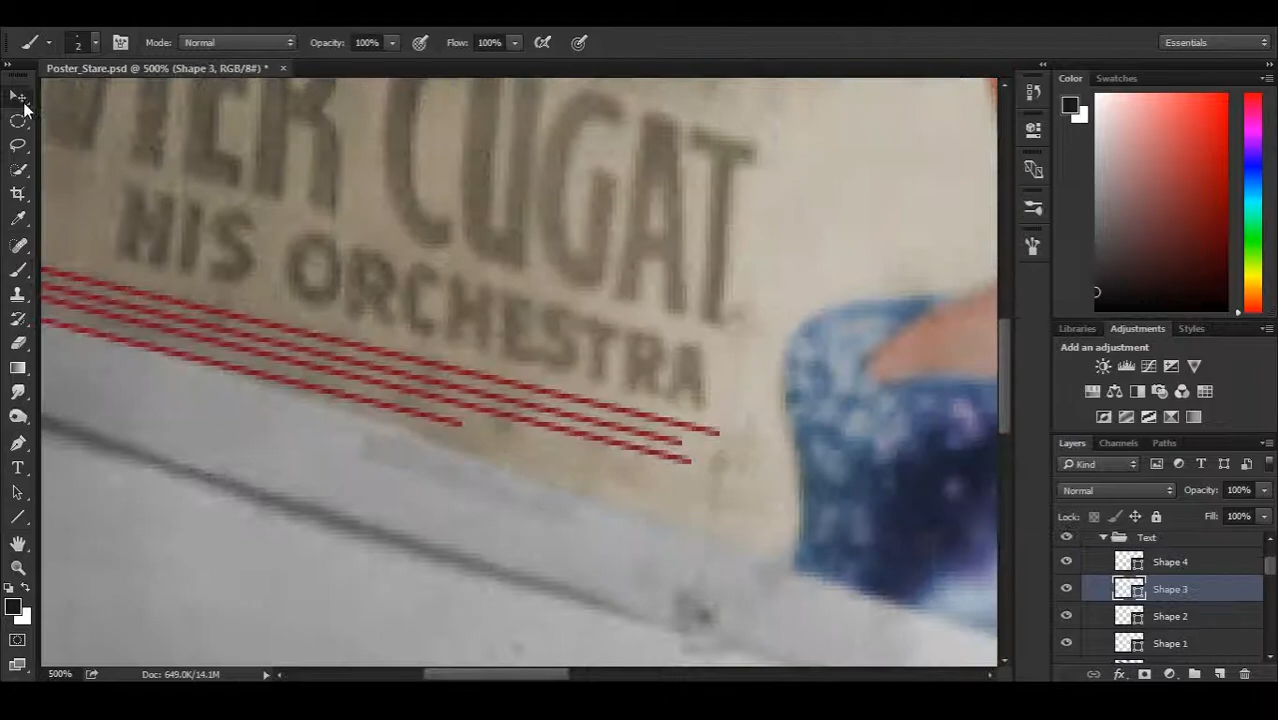 2 Mode: Normal Opacity: 100% Flow: 100% Essentials
Poster_Stare.psd @ 500% (Shape 3, RGB/8#) *
Color Swatches
CUGAT
HIS ORCHESTRA
Libraries Adjustments Styles
Add an adjustment
Layers Channels Paths
Kind
Normal Opacity: 100%
Lock: Fill: 100%
Text
Shape 4
Shape 3
Shape 2
Shape 1
500% Doc: 649.0K/14.1M